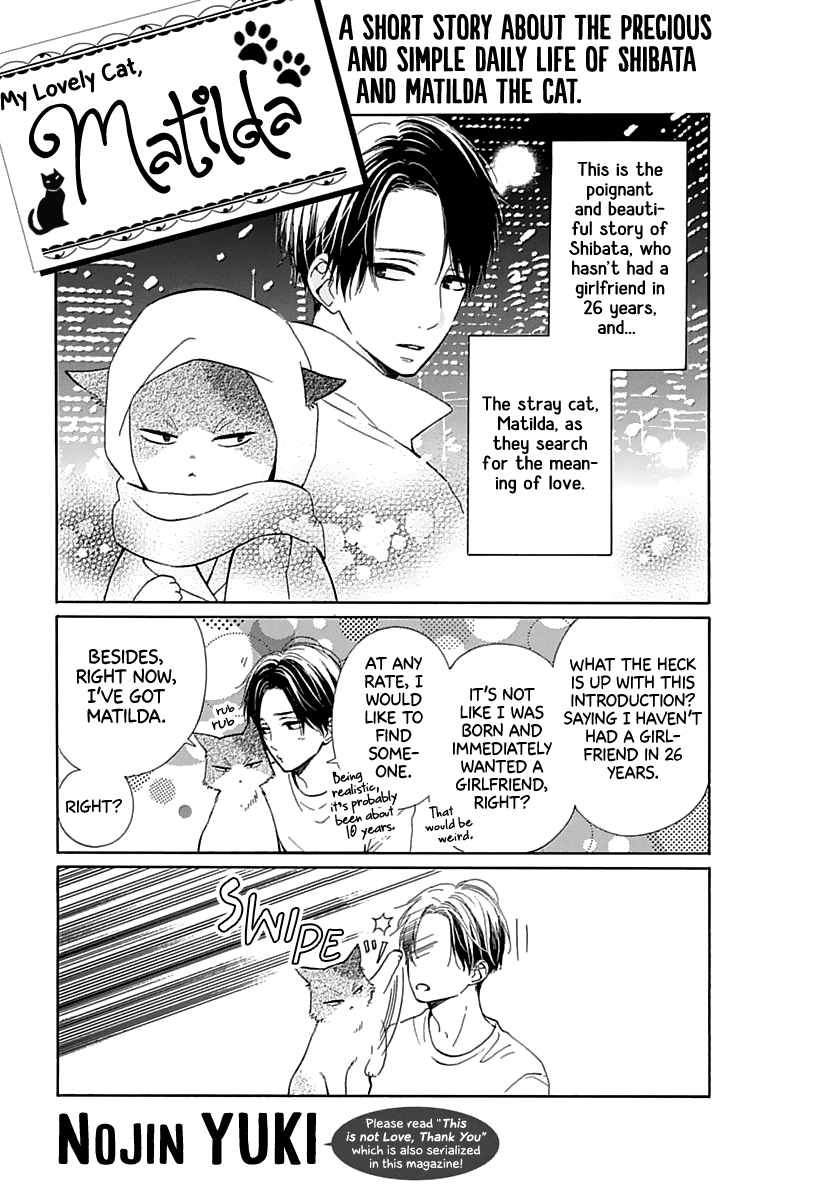 My Lovely Cat,
Matilda
A SHORT STORY ABOUT THE PRECIOUS
AND SIMPLE DAILY LIFE OF SHIBATA
AND MATILDA THE CAT.
This is the
poignant
and beauti-
ful story of
Shibata, who
hasn't had a
girlfriend in
26 years,
and...
The stray cat,
Matilda, as
they search
for the mean-
ing of love.
WHAT THE HECK
IS UP WITH THIS
INTRODUCTION?
SAYING I HAVEN'T
HAD A GIRL-
FRIEND IN 26
YEARS.
IT'S NOT
LIKE I WAS
BORN AND
IMMEDIATELY
WANTED A
GIRLFRIEND,
RIGHT?
That
would be
weird.
AT ANY
RATE, I
WOULD
LIKE TO
FIND
SOME-
ONE.
Being
realistic,
it's probably
been about
10 years.
rub
rub
BESIDES,
RIGHT NOW,
I'VE GOT
MATILDA.
RIGHT?
SWIPE
NOJIN YUKI
Please read "This
is not Love, Thank You"
which is also serialized
in this magazine!